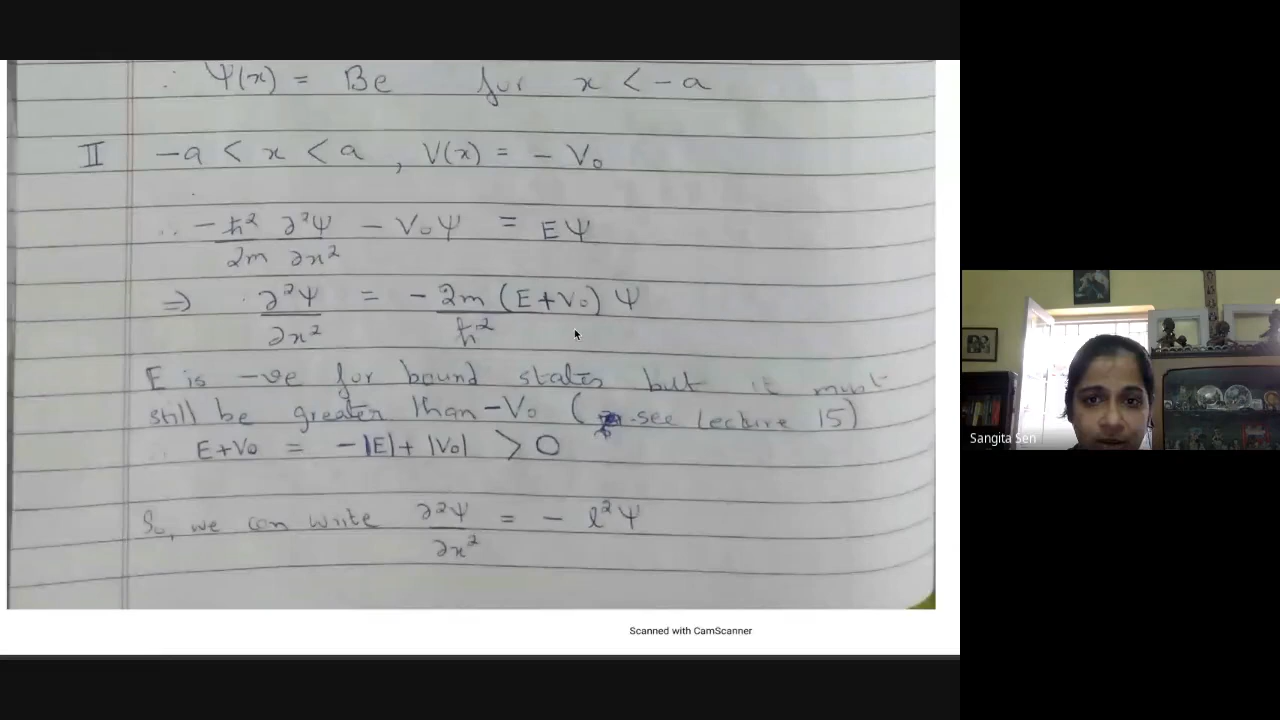 ∴ Ψ(x) = Be for x < -a
II -a < x < a , V(x) = - V₀
∴ -ħ²/2m ∂²Ψ/∂x² - V₀Ψ = EΨ
⇒ ∂²Ψ/∂x² = - 2m/ħ² (E+V₀) Ψ
E is -ve for bound states but it must
still be greater than -V₀ ( see Lecture 15)
E+V₀ = -|E| + |V₀| > 0
So, we can write ∂²Ψ/∂x² = - l²Ψ
Scanned with CamScanner
Sangita Sen